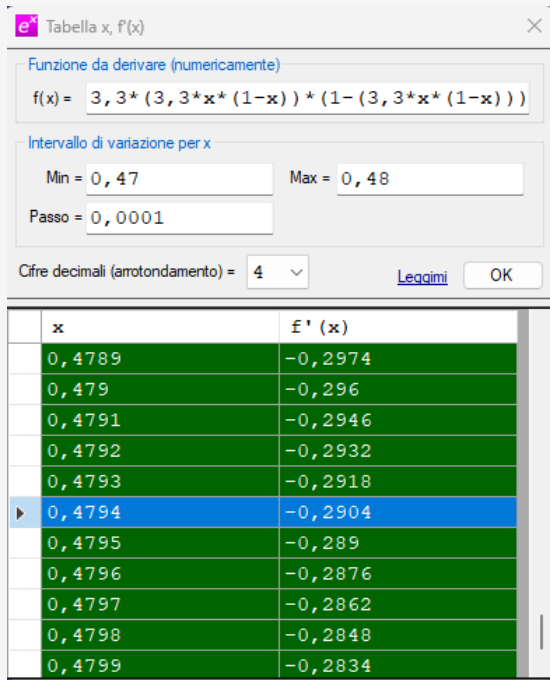 e^x Tabella x, f'(x)
Funzione da derivare (numericamente)
f(x) = 3,3*(3,3*x*(1-x))*(1-(3,3*x*(1-x)))
Intervallo di variazione per x
Min = 0,47 Max = 0,48
Passo = 0,0001
Cifre decimali (arrotondamento) = 4 Leggimi OK
x f'(x)
0,4789 -0,2974
0,479 -0,296
0,4791 -0,2946
0,4792 -0,2932
0,4793 -0,2918
0,4794 -0,2904
0,4795 -0,289
0,4796 -0,2876
0,4797 -0,2862
0,4798 -0,2848
0,4799 -0,2834